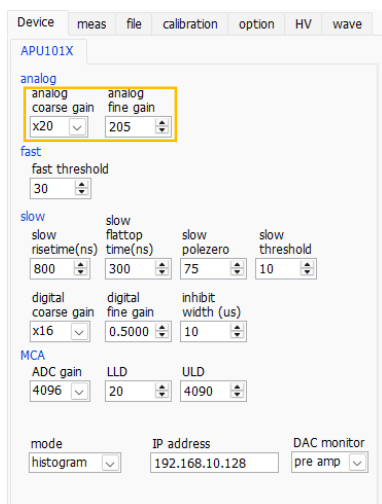 Device meas file calibration option HV wave
APU101X
analog
analog analog
coarse gain fine gain
x20 205
fast
fast threshold
30
slow
slow slow slow slow
risetime(ns) flattop time(ns) polezero threshold
800 300 75 10
digital digital inhibit
coarse gain fine gain width (us)
x16 0.5000 10
MCA
ADC gain LLD ULD
4096 20 4090
mode IP address DAC monitor
histogram 192.168.10.128 pre amp